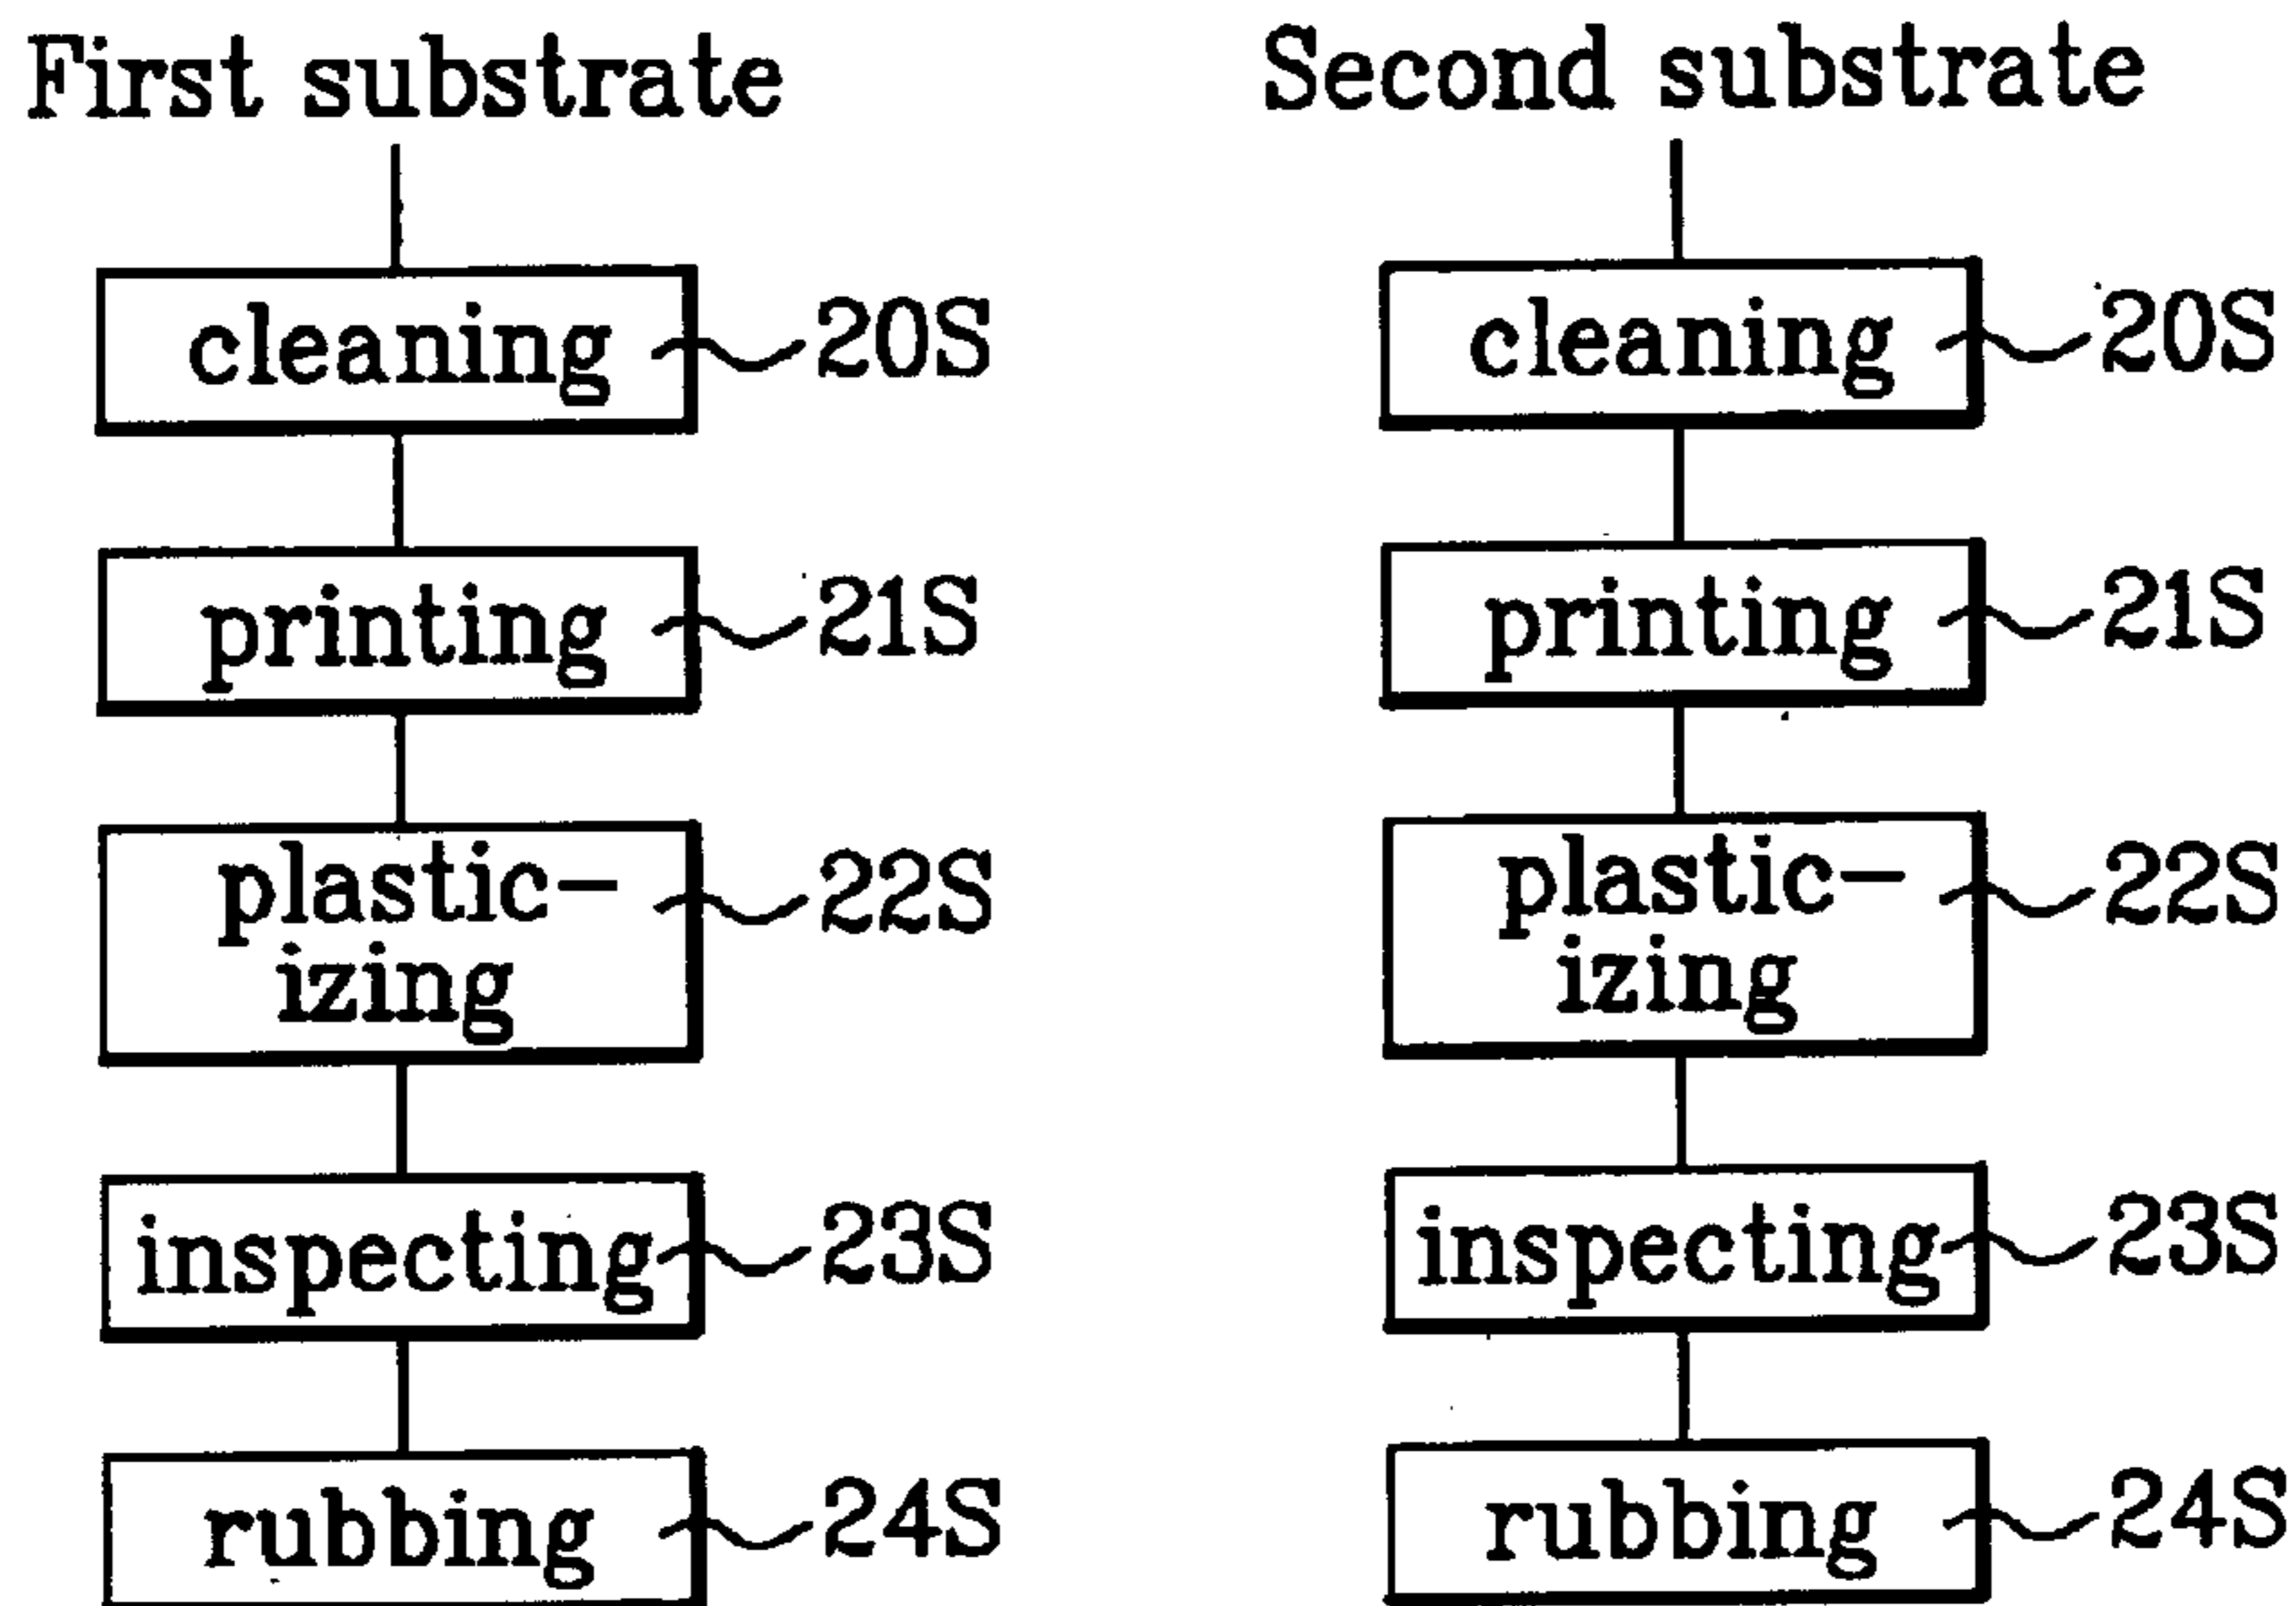 First substrate
cleaning 20S
printing 21S
plastic-
izing
22S
inspecting 23S
rubbing 24S
Second substrate
cleaning 20S
printing 21S
plastic-
izing
22S
inspecting 23S
rubbing 24S